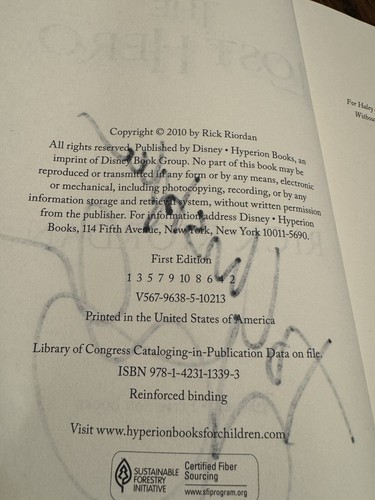 THE
LOST HERO
Copyright © 2010 by Rick Riordan
All rights reserved. Published by Disney • Hyperion Books, an
imprint of Disney Book Group. No part of this book may be
reproduced or transmitted in any form or by any means, electronic
or mechanical, including photocopying, recording, or by any
information storage and retrieval system, without written permission
from the publisher. For information address Disney • Hyperion
Books, 114 Fifth Avenue, New York, New York 10011-5690.
First Edition
1 3 5 7 9 10 8 6 4 2
V567-9638-5-10213
Printed in the United States of America
Library of Congress Cataloging-in-Publication Data on file.
ISBN 978-1-4231-1339-3
Reinforced binding
Visit www.hyperionbooksforchildren.com
SUSTAINABLE
FORESTRY
INITIATIVE
Certified Fiber
Sourcing
www.sfiprogram.org
For Haley
Withou